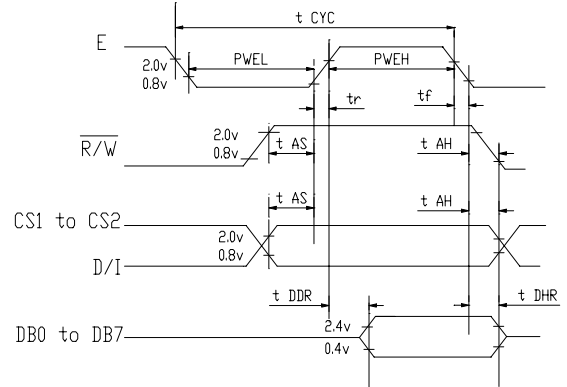 t CYC
E
2.0v
0.8v
PWEL
PWEH
tr
tf
R/W
2.0v
0.8v
t AS
t AH
t AS
t AH
CS1 to CS2
2.0v
0.8v
D/I
t DDR
t DHR
DB0 to DB7
2.4v
0.4v